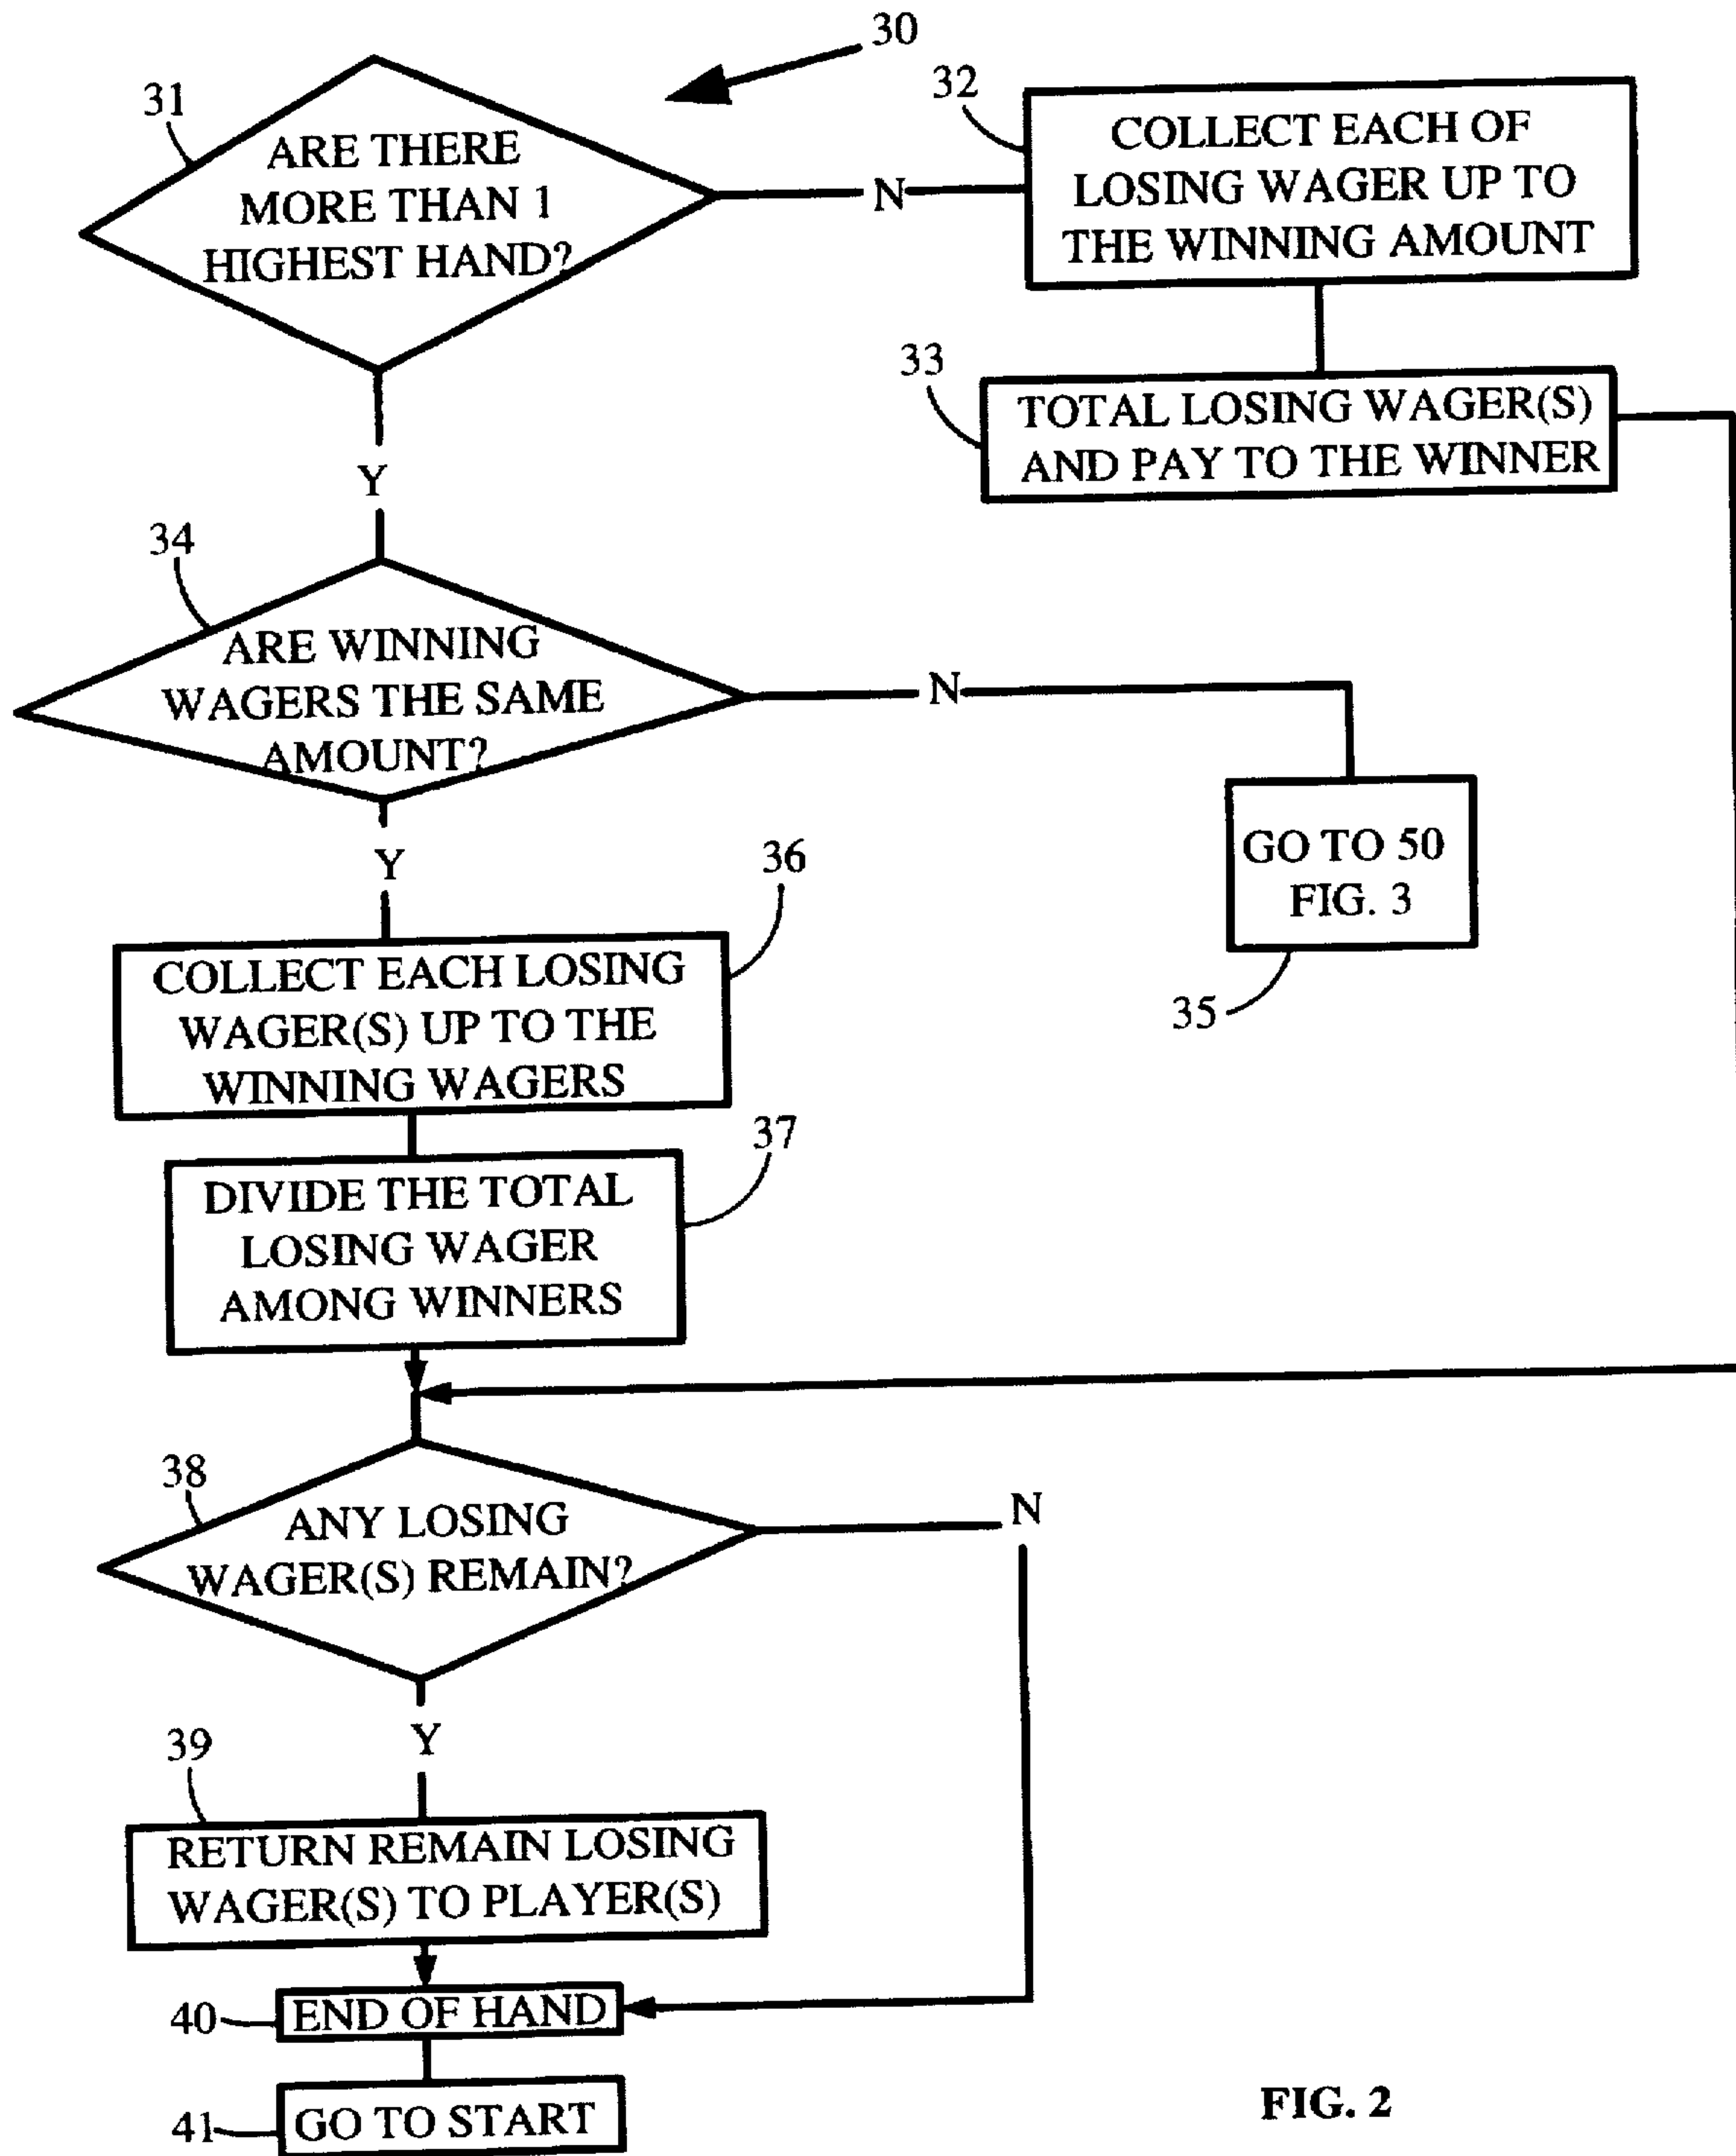 30
31
ARE THERE
MORE THAN 1
HIGHEST HAND?
N
32
COLLECT EACH OF
LOSING WAGER UP TO
THE WINNING AMOUNT
33
TOTAL LOSING WAGER(S)
AND PAY TO THE WINNER
Y
34
ARE WINNING
WAGERS THE SAME
AMOUNT?
N
GO TO 50
FIG. 3
35
Y
36
COLLECT EACH LOSING
WAGER(S) UP TO THE
WINNING WAGERS
37
DIVIDE THE TOTAL
LOSING WAGER
AMONG WINNERS
38
ANY LOSING
WAGER(S) REMAIN?
N
Y
39
RETURN REMAIN LOSING
WAGER(S) TO PLAYER(S)
40
END OF HAND
41
GO TO START
FIG. 2